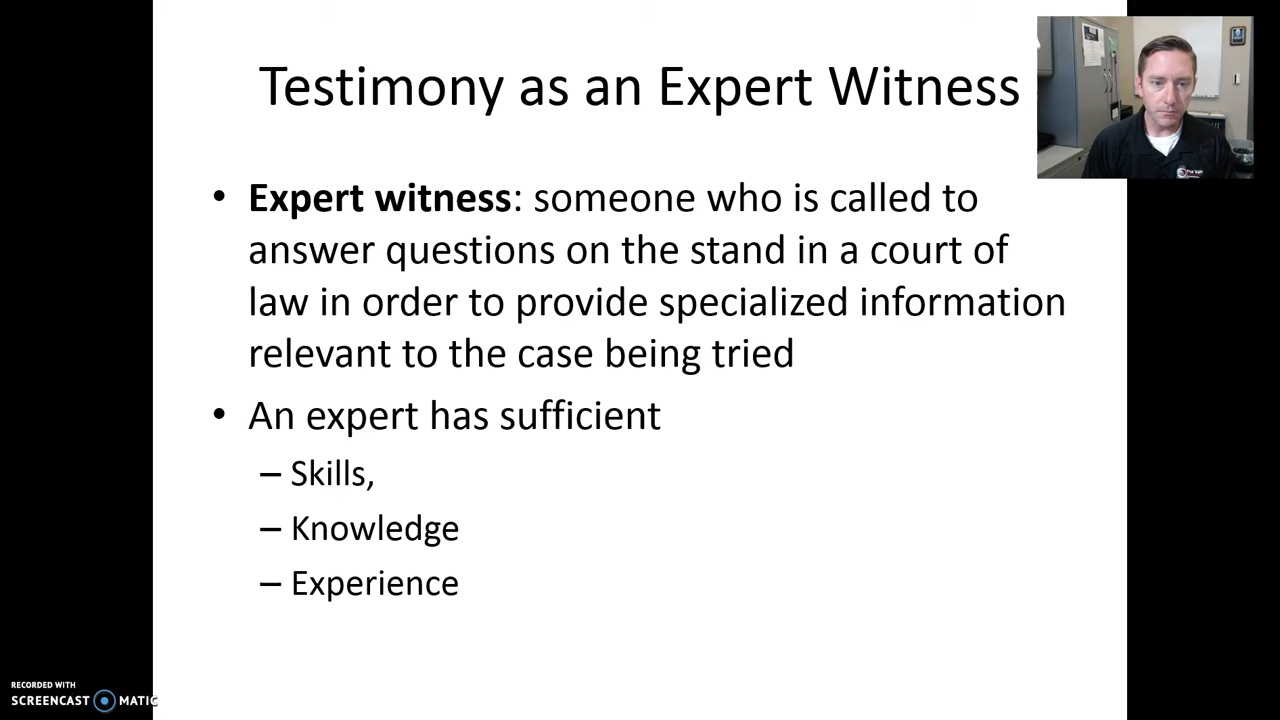 Testimony as an Expert Witness
• Expert witness: someone who is called to
answer questions on the stand in a court of
law in order to provide specialized information
relevant to the case being tried
• An expert has sufficient
– Skills,
– Knowledge
– Experience
RECORDED WITH
SCREENCAST MATIC